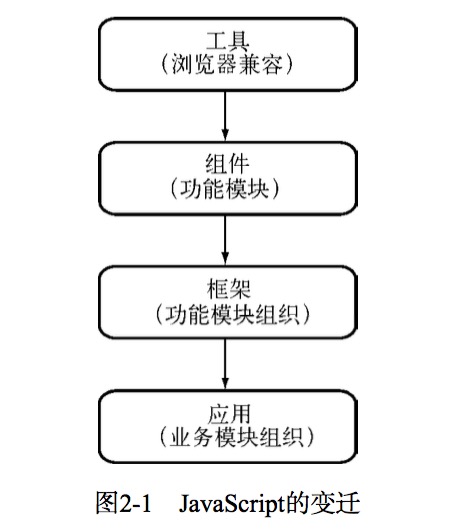 工具
（浏览器兼容）
组件
（功能模块）
框架
（功能模块组织）
应用
（业务模块组织）
图2-1 JavaScript的变迁